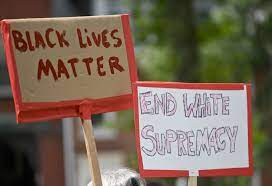 BLACK LiVES
MATTER
END WHITE
SUPREMACY